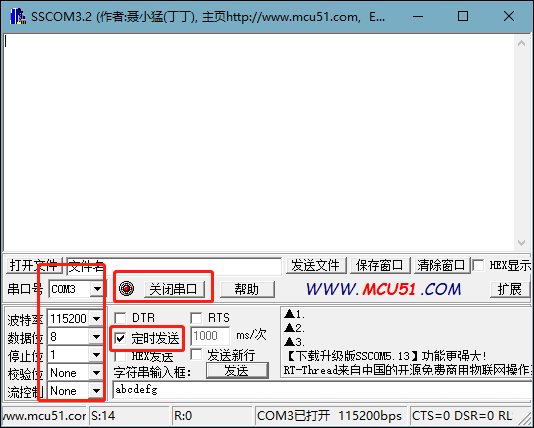 SSCOM3.2 (作者:聂小猛(丁丁), 主页http://www.mcu51.com, E...
打开文件 文件名 发送文件 保存窗口 清除窗口 HEX显示
串口号 COM3 关闭串口 帮助 WWW.MCU51.COM 扩展
波特率 115200 DTR RTS
数据位 8 定时发送 1000 ms/次
停止位 1 HEX发送 发送新行
校验位 None 字符串输入框: 发送
流控制 None abcdefg
▲1.
▲2.
▲3.
【下载升级版SSCOM5.13】功能更强大!
RT-Thread来自中国的开源免费商用物联网操作
www.mcu51.cor S:14 R:0 COM3已打开 115200bps CTS=0 DSR=0 RL